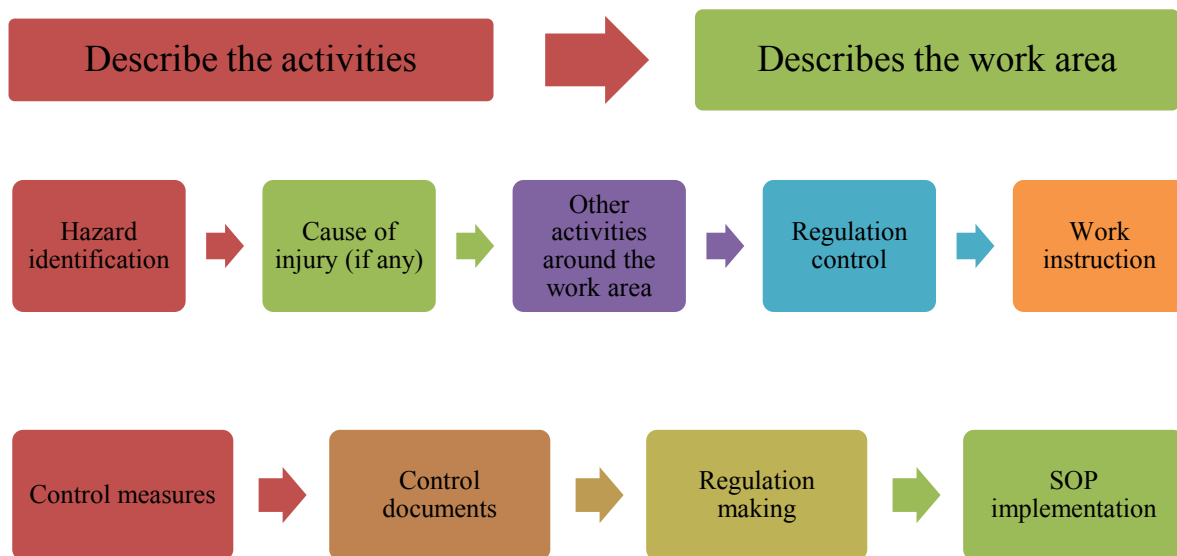 Describe the activities
Describes the work area
Hazard
identification
Cause of
injury (if any)
Other
activities
around the
work area
Regulation
control
Work
instruction
Control measures
Control
documents
Regulation
making
SOP
implementation